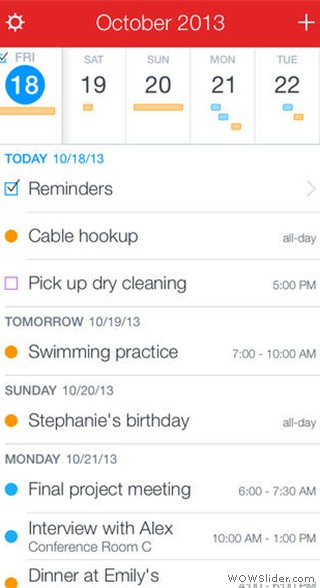 October 2013
FRI SAT SUN MON TUE
18 19 20 21 22
TODAY 10/18/13
Reminders
Cable hookup all-day
Pick up dry cleaning 5:00 PM
TOMORROW 10/19/13
Swimming practice 7:00 - 10:00 AM
SUNDAY 10/20/13
Stephanie's birthday all-day
MONDAY 10/21/13
Final project meeting 6:00 - 7:30 AM
Interview with Alex 10:00 AM - 1:00 PM
Conference Room C
Dinner at Emily's
WOWSlider.com